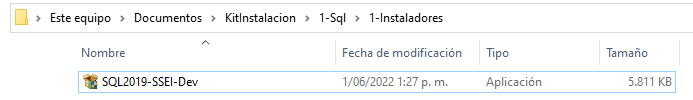 Este equipo > Documentos > KitInstalacion > 1-Sql > 1-Instaladores
Nombre Fecha de modificación Tipo Tamaño
SQL2019-SSEI-Dev 1/06/2022 1:27 p. m. Aplicación 5.811 KB